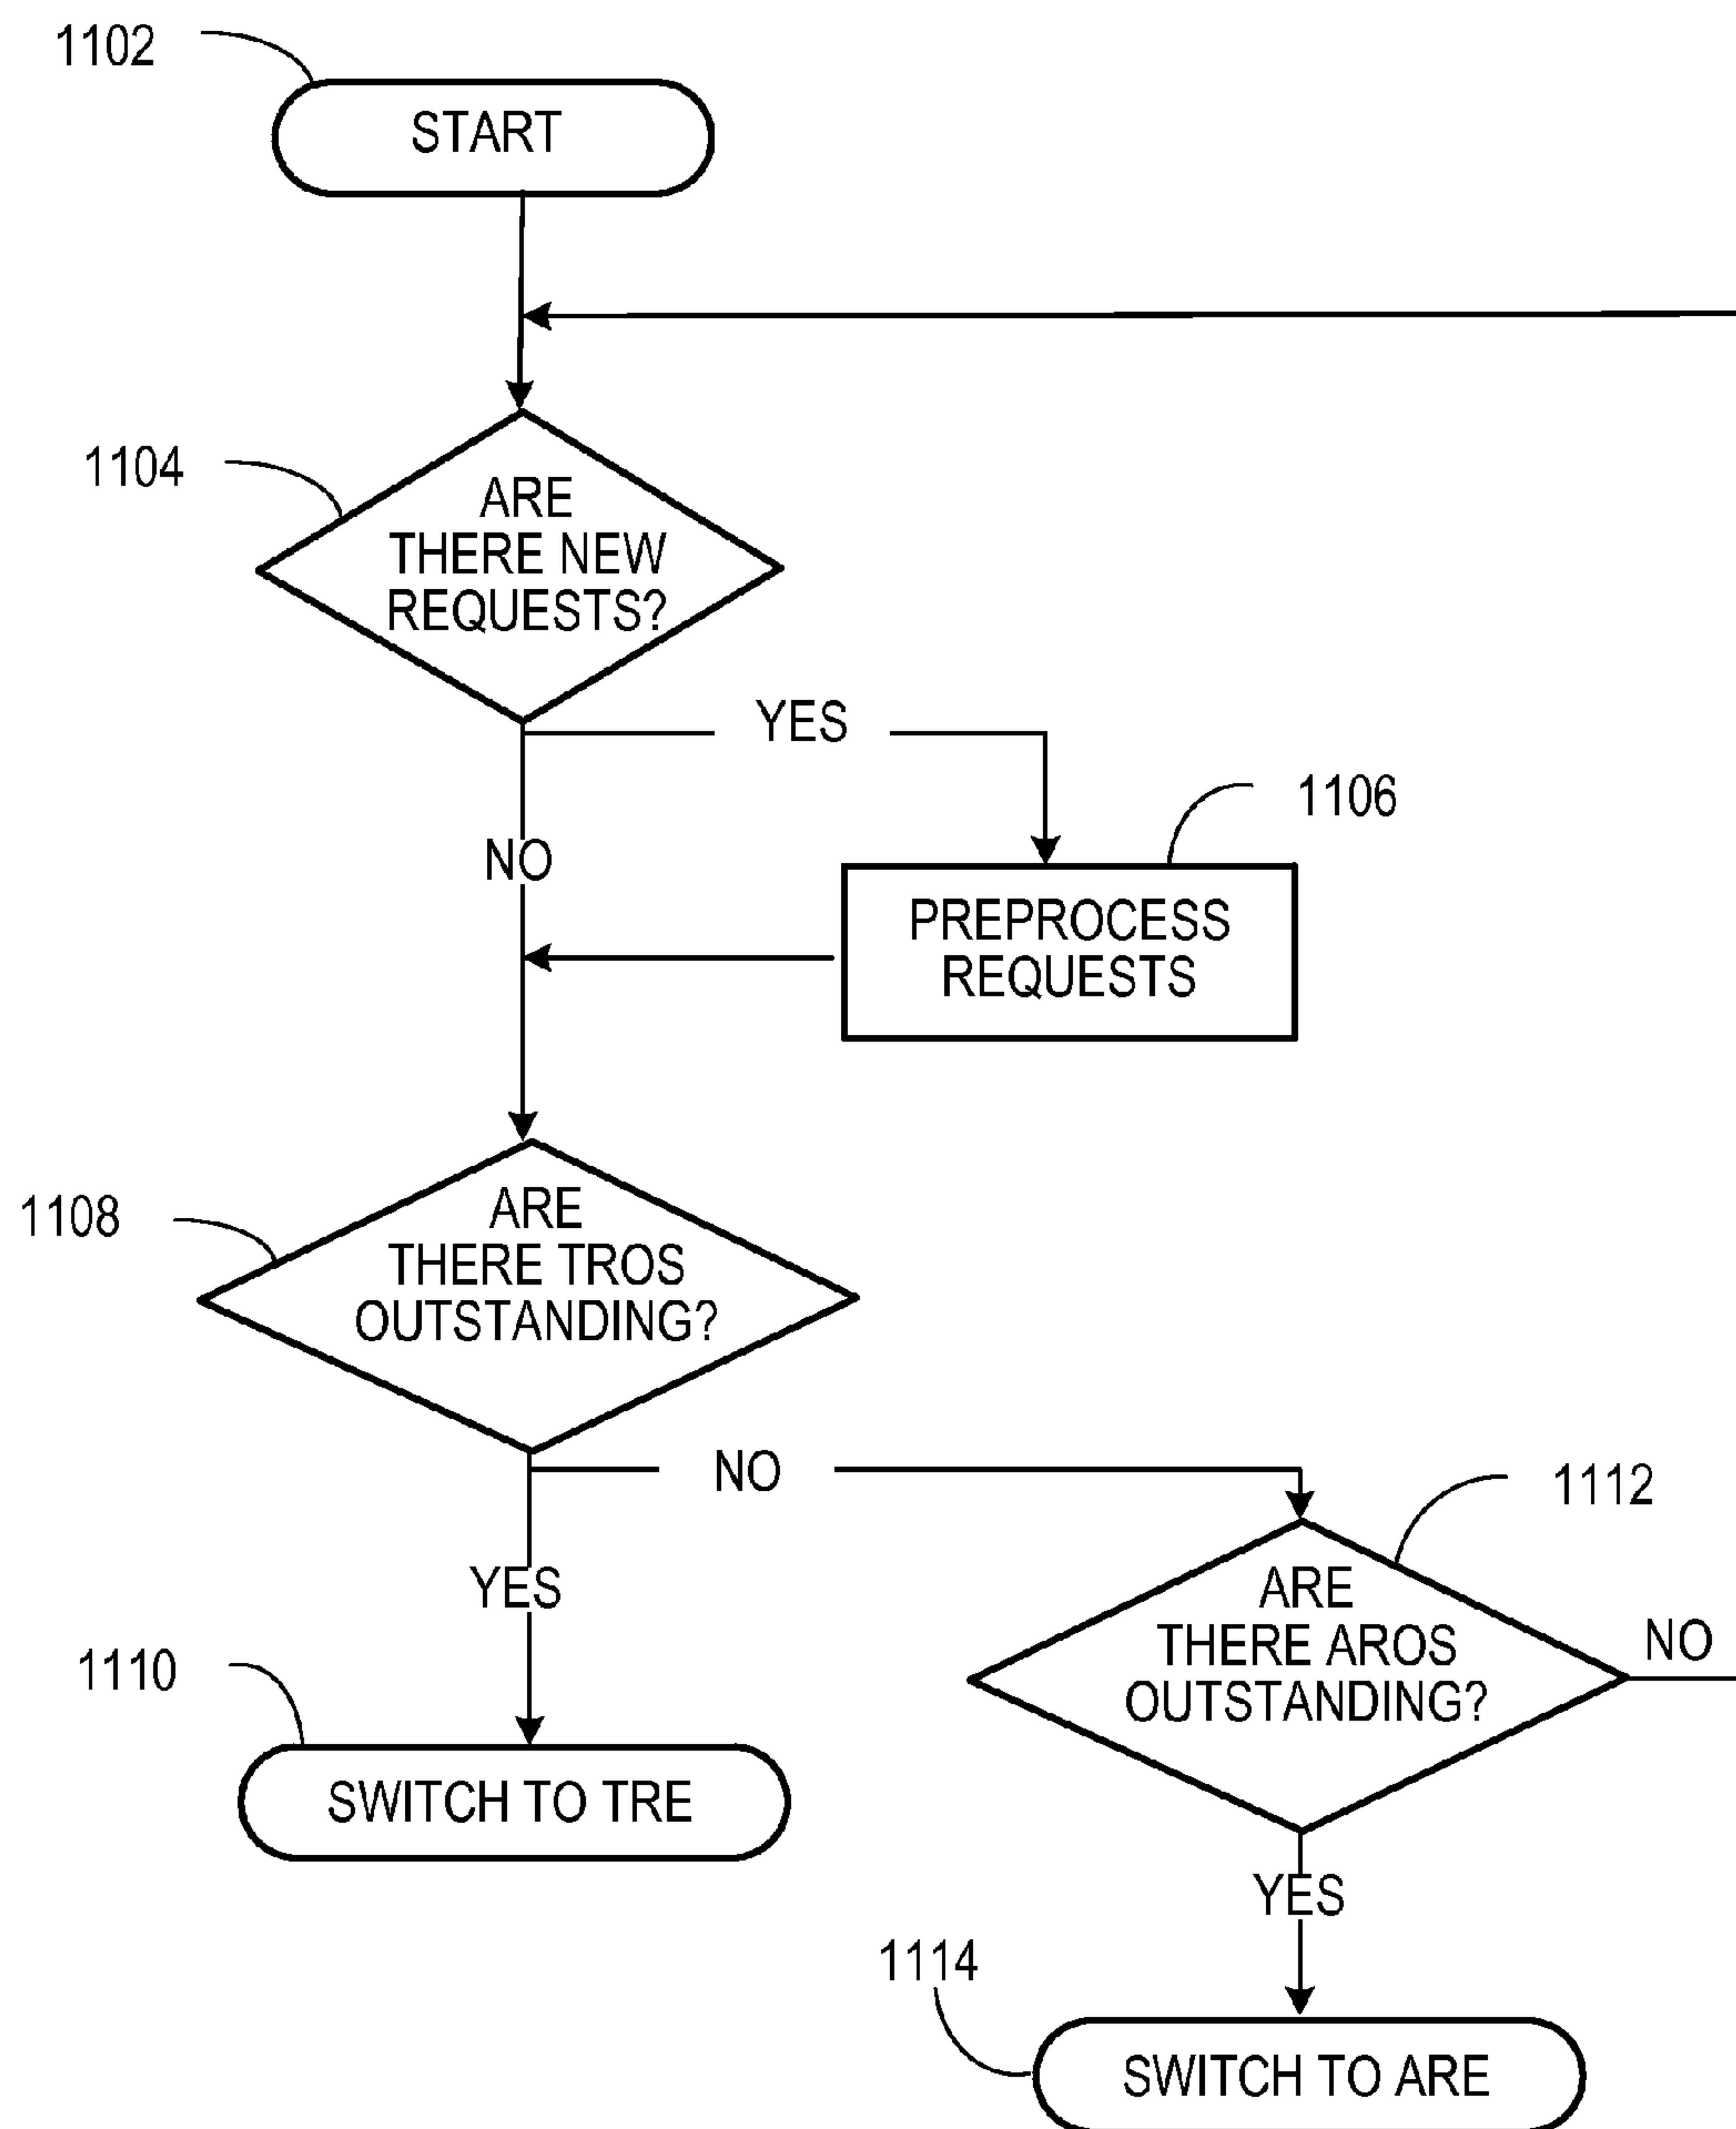 1102
START
1104
ARE
THERE NEW
REQUESTS?
YES
1106
NO
PREPROCESS
REQUESTS
1108
ARE
THERE TROS
OUTSTANDING?
NO
1112
YES
ARE
THERE AROS
OUTSTANDING?
NO
1110
SWITCH TO TRE
YES
1114
SWITCH TO ARE